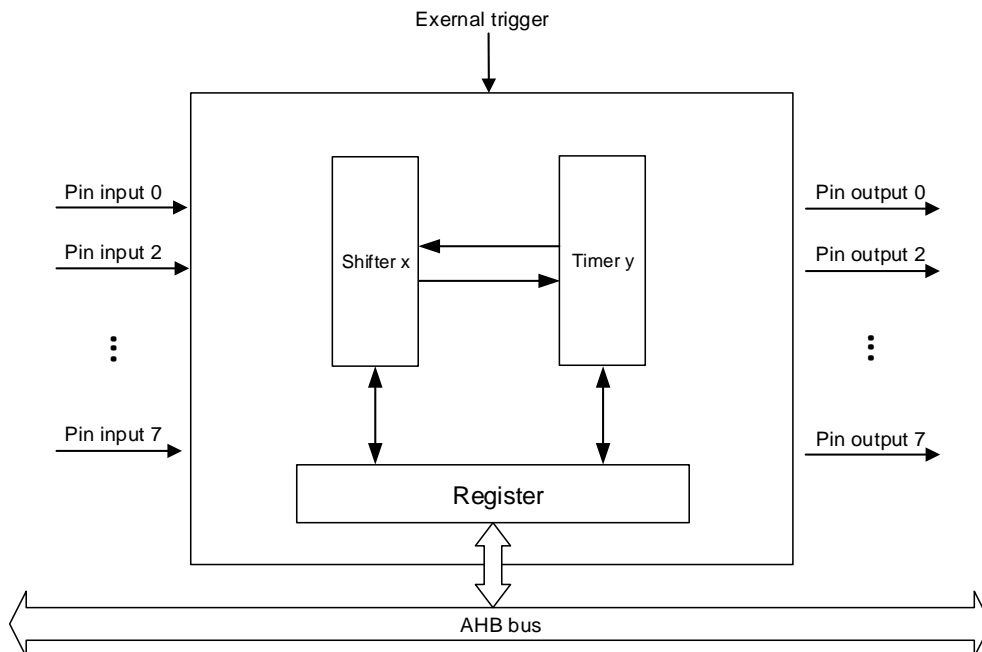 Exernal trigger
Pin input 0
Pin output 0
Pin input 2
Pin output 2
Shifter x
Timer y
Pin input 7
Pin output 7
Register
AHB bus